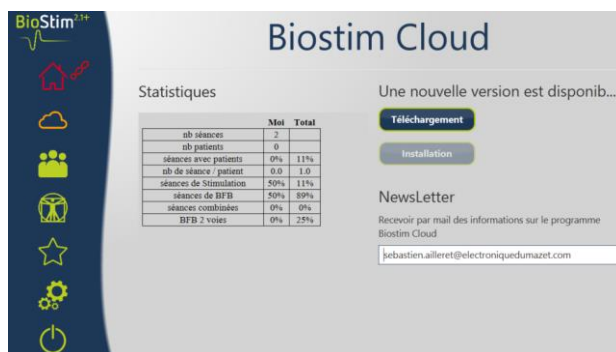 BioStim 2.1+
Biostim Cloud
Statistiques
Moi Total
nb séances 2
nb patients 0
séances avec patients 0% 11%
nb de séance / patient 0.0 1.0
séances de Stimulation 50% 11%
séances de BFB 50% 89%
séances combinées 0% 0%
BFB 2 voies 0% 25%
Une nouvelle version est disponib...
Téléchargement
Installation
NewsLetter
Recevoir par mail des informations sur le programme
Biostim Cloud
sebastien.ailleret@electroniquedumazet.com